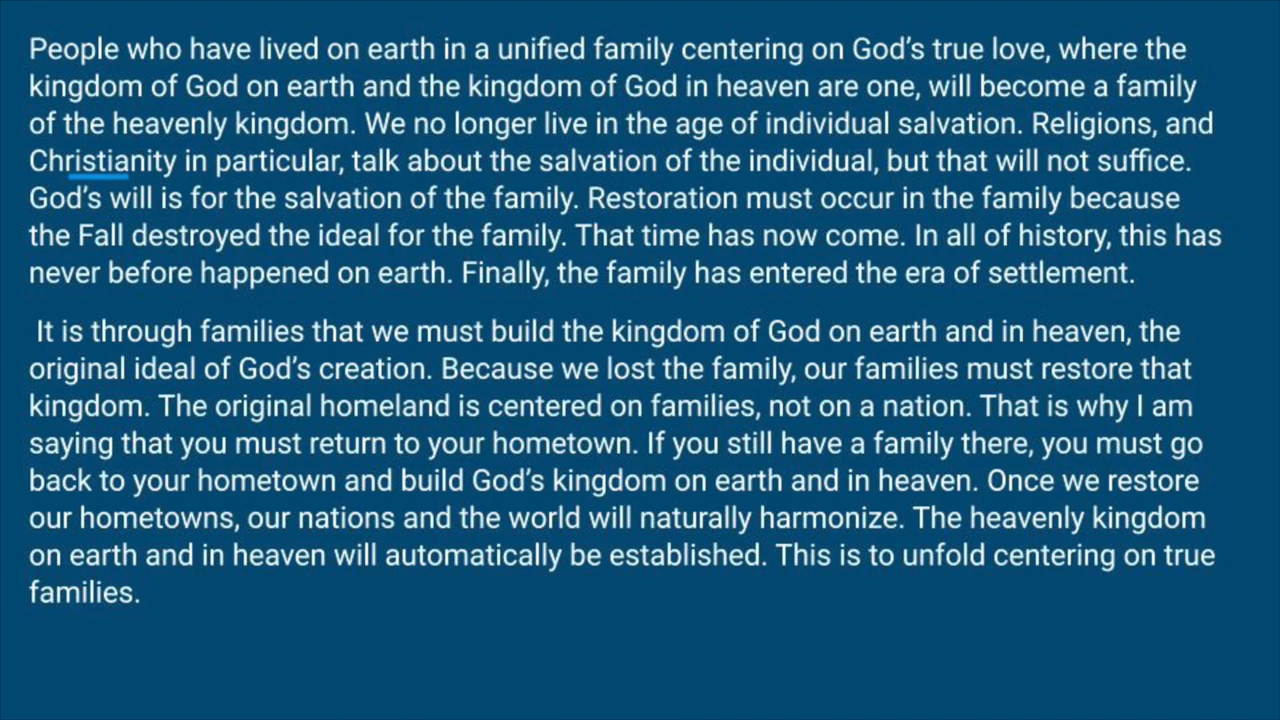 People who have lived on earth in a unified family centering on God’s true love, where the
kingdom of God on earth and the kingdom of God in heaven are one, will become a family
of the heavenly kingdom. We no longer live in the age of individual salvation. Religions, and
Christianity in particular, talk about the salvation of the individual, but that will not suffice.
God’s will is for the salvation of the family. Restoration must occur in the family because
the Fall destroyed the ideal for the family. That time has now come. In all of history, this has
never before happened on earth. Finally, the family has entered the era of settlement.
It is through families that we must build the kingdom of God on earth and in heaven, the
original ideal of God’s creation. Because we lost the family, our families must restore that
kingdom. The original homeland is centered on families, not on a nation. That is why I am
saying that you must return to your hometown. If you still have a family there, you must go
back to your hometown and build God’s kingdom on earth and in heaven. Once we restore
our hometowns, our nations and the world will naturally harmonize. The heavenly kingdom
on earth and in heaven will automatically be established. This is to unfold centering on true
families.